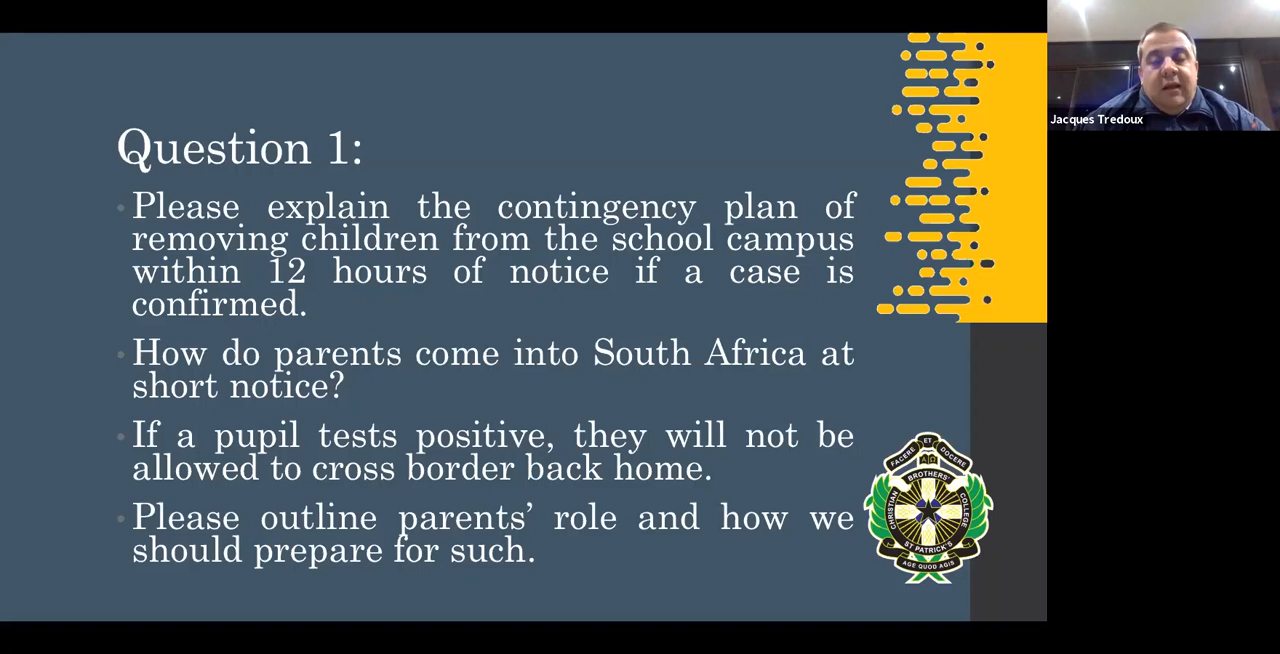 Question 1:
• Please explain the contingency plan of
removing children from the school campus
within 12 hours of notice if a case is
confirmed.
• How do parents come into South Africa at
short notice?
• If a pupil tests positive, they will not be
allowed to cross border back home.
• Please outline parents’ role and how we
should prepare for such.
Jacques Tredoux
ET
FACERE DOCERE
ΑΩ
BROTHERS'
CHRISTIAN
COLLEGE
ST PATRICK'S
AGE QUOD AGIS